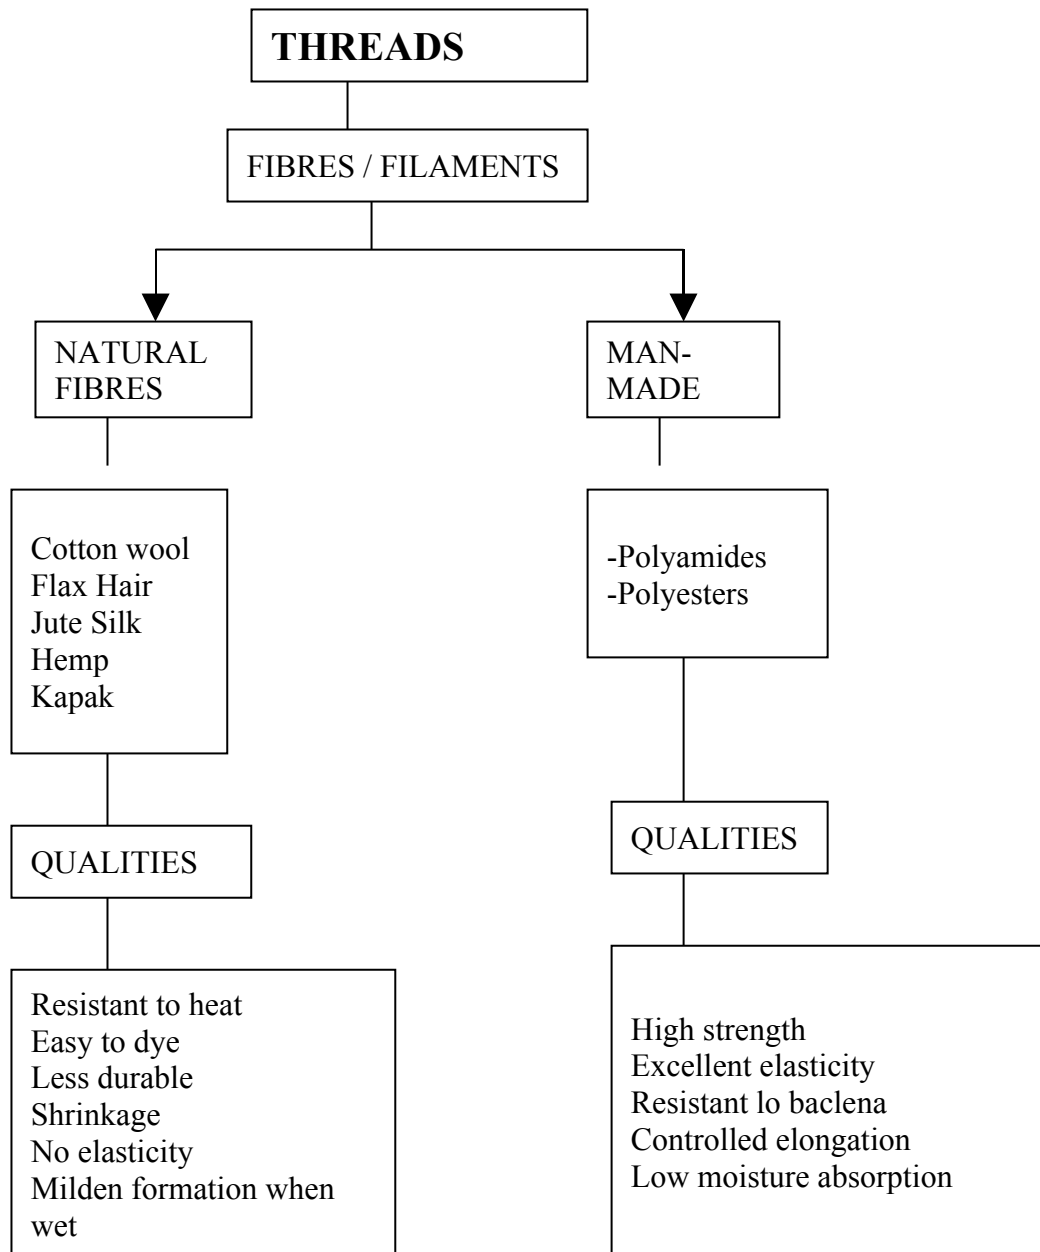 THREADS
FIBRES / FILAMENTS
NATURAL
FIBRES
MAN-
MADE
Cotton wool
Flax Hair
Jute Silk
Hemp
Kapak
-Polyamides
-Polyesters
QUALITIES
QUALITIES
Resistant to heat
Easy to dye
Less durable
Shrinkage
No elasticity
Milden formation when
wet
High strength
Excellent elasticity
Resistant lo baclena
Controlled elongation
Low moisture absorption